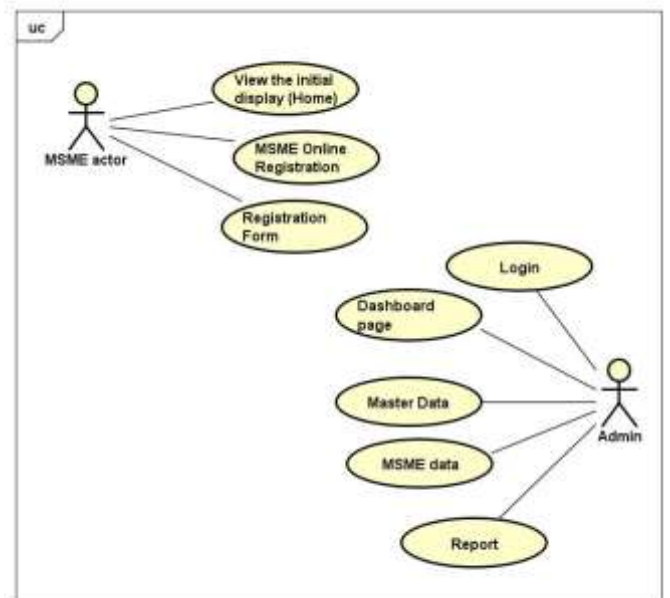 uc
View the initial
display (Home)
MSME actor
MSME Online
Registration
Registration
Form
Login
Dashboard
page
Master Data
Admin
MSME data
Report